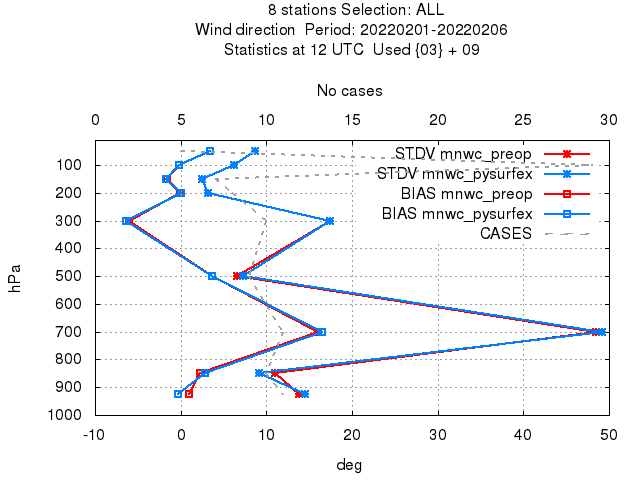 8 stations Selection: ALL
Wind direction  Period: 20220201-20220206
Statistics at 12 UTC  Used {03} + 09
No cases
0 5 10 15 20 25 30
STDV mnwc_preop
STDV mnwc_pysurfex
BIAS mnwc_preop
BIAS mnwc_pysurfex
CASES
hPa
100
200
300
400
500
600
700
800
900
1000
-10 0 10 20 30 40 50
deg